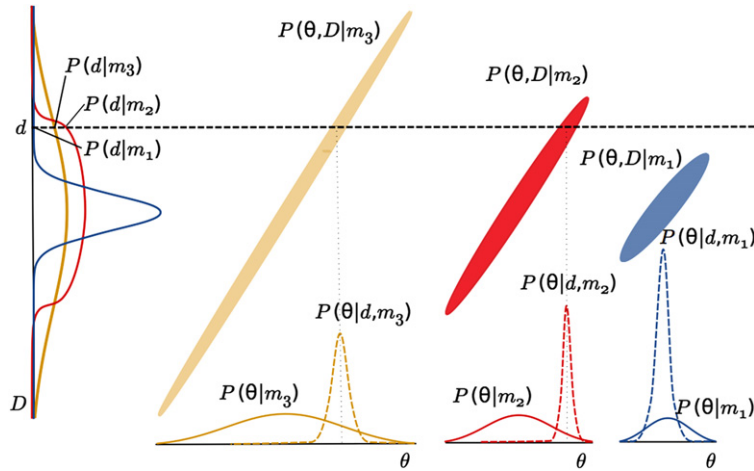 P(θ,D|m₃)
P(d|m₃)
P(θ,D|m₂)
P(d|m₂)
d
P(d|m₁)
P(θ,D|m₁)
P(θ|d,m₁)
P(θ|d,m₂)
P(θ|d,m₃)
P(θ|m₃)
P(θ|m₂)
D
P(θ|m₁)
θ
θ
θ